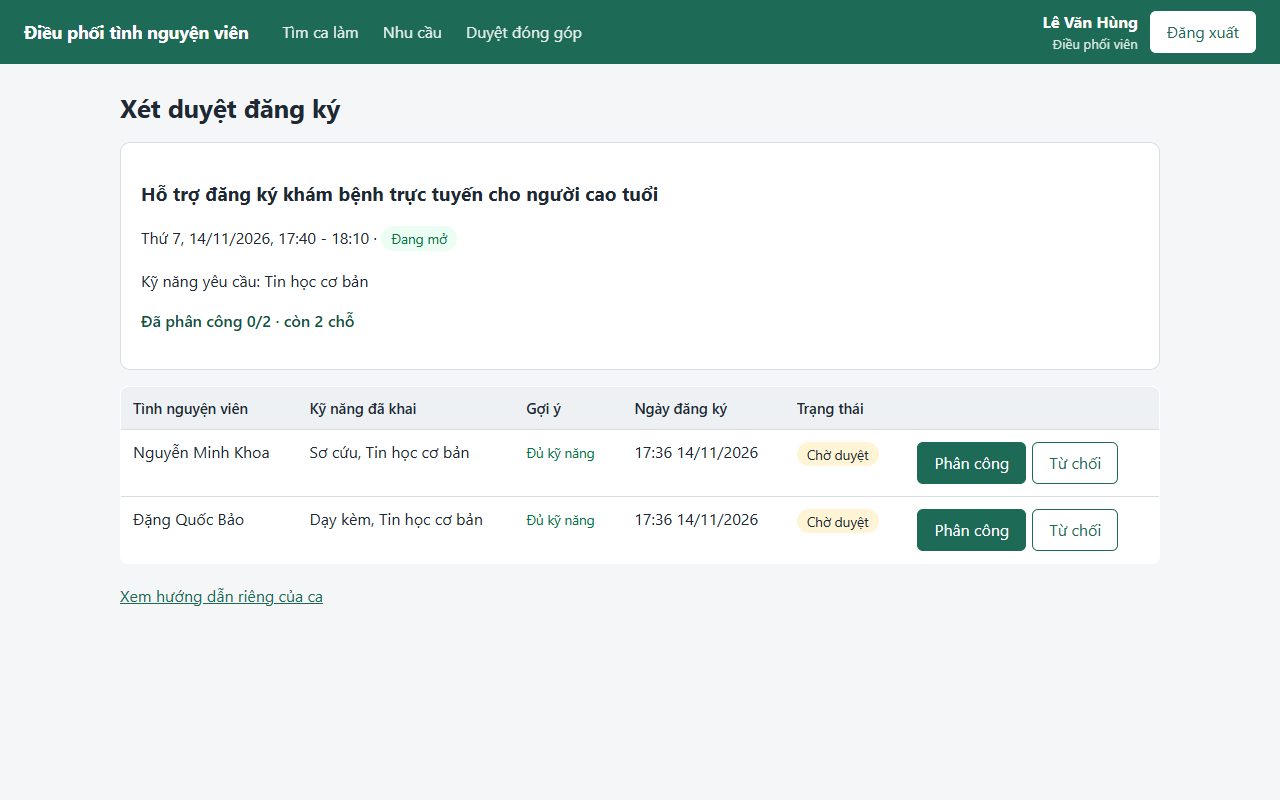 Điều phối tình nguyện viên
Tìm ca làm
Nhu cầu
Duyệt đóng góp
Lê Văn Hùng
Điều phối viên
Đăng xuất
Xét duyệt đăng ký
Hỗ trợ đăng ký khám bệnh trực tuyến cho người cao tuổi
Thứ 7, 14/11/2026, 17:40 - 18:10 · Đang mở
Kỹ năng yêu cầu: Tin học cơ bản
Đã phân công 0/2 · còn 2 chỗ
Tình nguyện viên Kỹ năng đã khai Gợi ý Ngày đăng ký Trạng thái
Nguyễn Minh Khoa Sơ cứu, Tin học cơ bản Đủ kỹ năng 17:36 14/11/2026 Chờ duyệt Phân công Từ chối
Đặng Quốc Bảo Dạy kèm, Tin học cơ bản Đủ kỹ năng 17:36 14/11/2026 Chờ duyệt Phân công Từ chối
Xem hướng dẫn riêng của ca